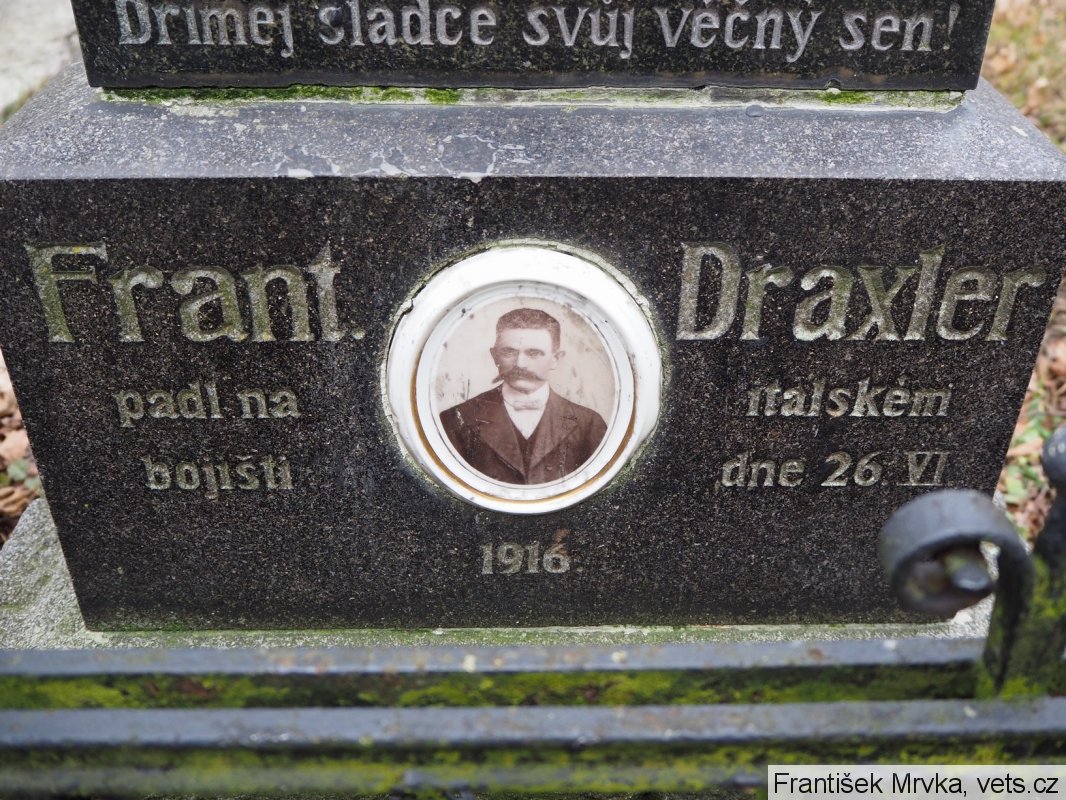 Dřímej sladce svůj věčný sen!
Frant. Draxler
padl na italském
bojišti dne 26. VI
1916.
František Mrvka, vets.cz